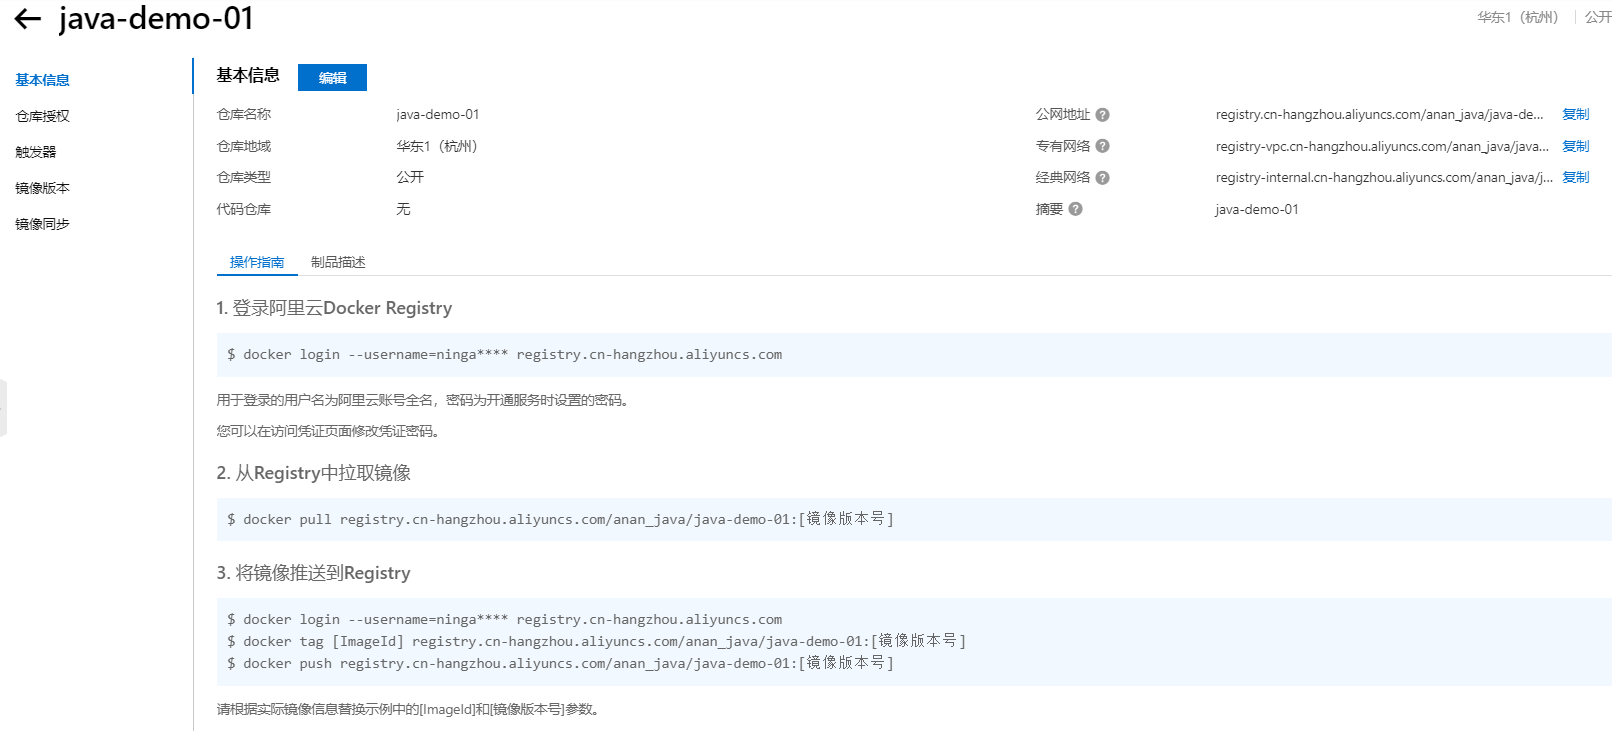 java-demo-01
华东1（杭州）
公开
基本信息
仓库授权
触发器
镜像版本
镜像同步
基本信息 编辑
仓库名称 java-demo-01 公网地址 registry.cn-hangzhou.aliyuncs.com/anan_java/java-de... 复制
仓库地域 华东1（杭州） 专有网络 registry-vpc.cn-hangzhou.aliyuncs.com/anan_java/java... 复制
仓库类型 公开 经典网络 registry-internal.cn-hangzhou.aliyuncs.com/anan_java/j... 复制
代码仓库 无 摘要 java-demo-01
操作指南 制品描述
1. 登录阿里云Docker Registry
$ docker login --username=ninga**** registry.cn-hangzhou.aliyuncs.com
用于登录的用户名为阿里云账号全名，密码为开通服务时设置的密码。
您可以在访问凭证页面修改凭证密码。
2. 从Registry中拉取镜像
$ docker pull registry.cn-hangzhou.aliyuncs.com/anan_java/java-demo-01:[镜像版本号]
3. 将镜像推送到Registry
$ docker login --username=ninga**** registry.cn-hangzhou.aliyuncs.com
$ docker tag [ImageId] registry.cn-hangzhou.aliyuncs.com/anan_java/java-demo-01:[镜像版本号]
$ docker push registry.cn-hangzhou.aliyuncs.com/anan_java/java-demo-01:[镜像版本号]
请根据实际镜像信息替换示例中的[ImageId]和[镜像版本号]参数。